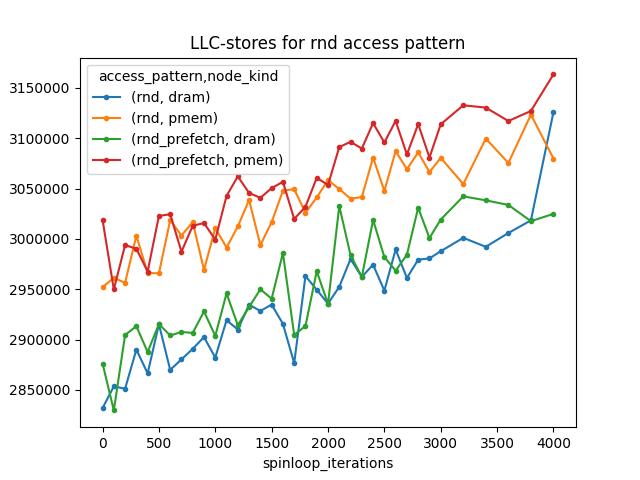 LLC-stores for rnd access pattern
access_pattern,node_kind
(rnd, dram)
(rnd, pmem)
(rnd_prefetch, dram)
(rnd_prefetch, pmem)
3150000
3100000
3050000
3000000
2950000
2900000
2850000
0 500 1000 1500 2000 2500 3000 3500 4000
spinloop_iterations